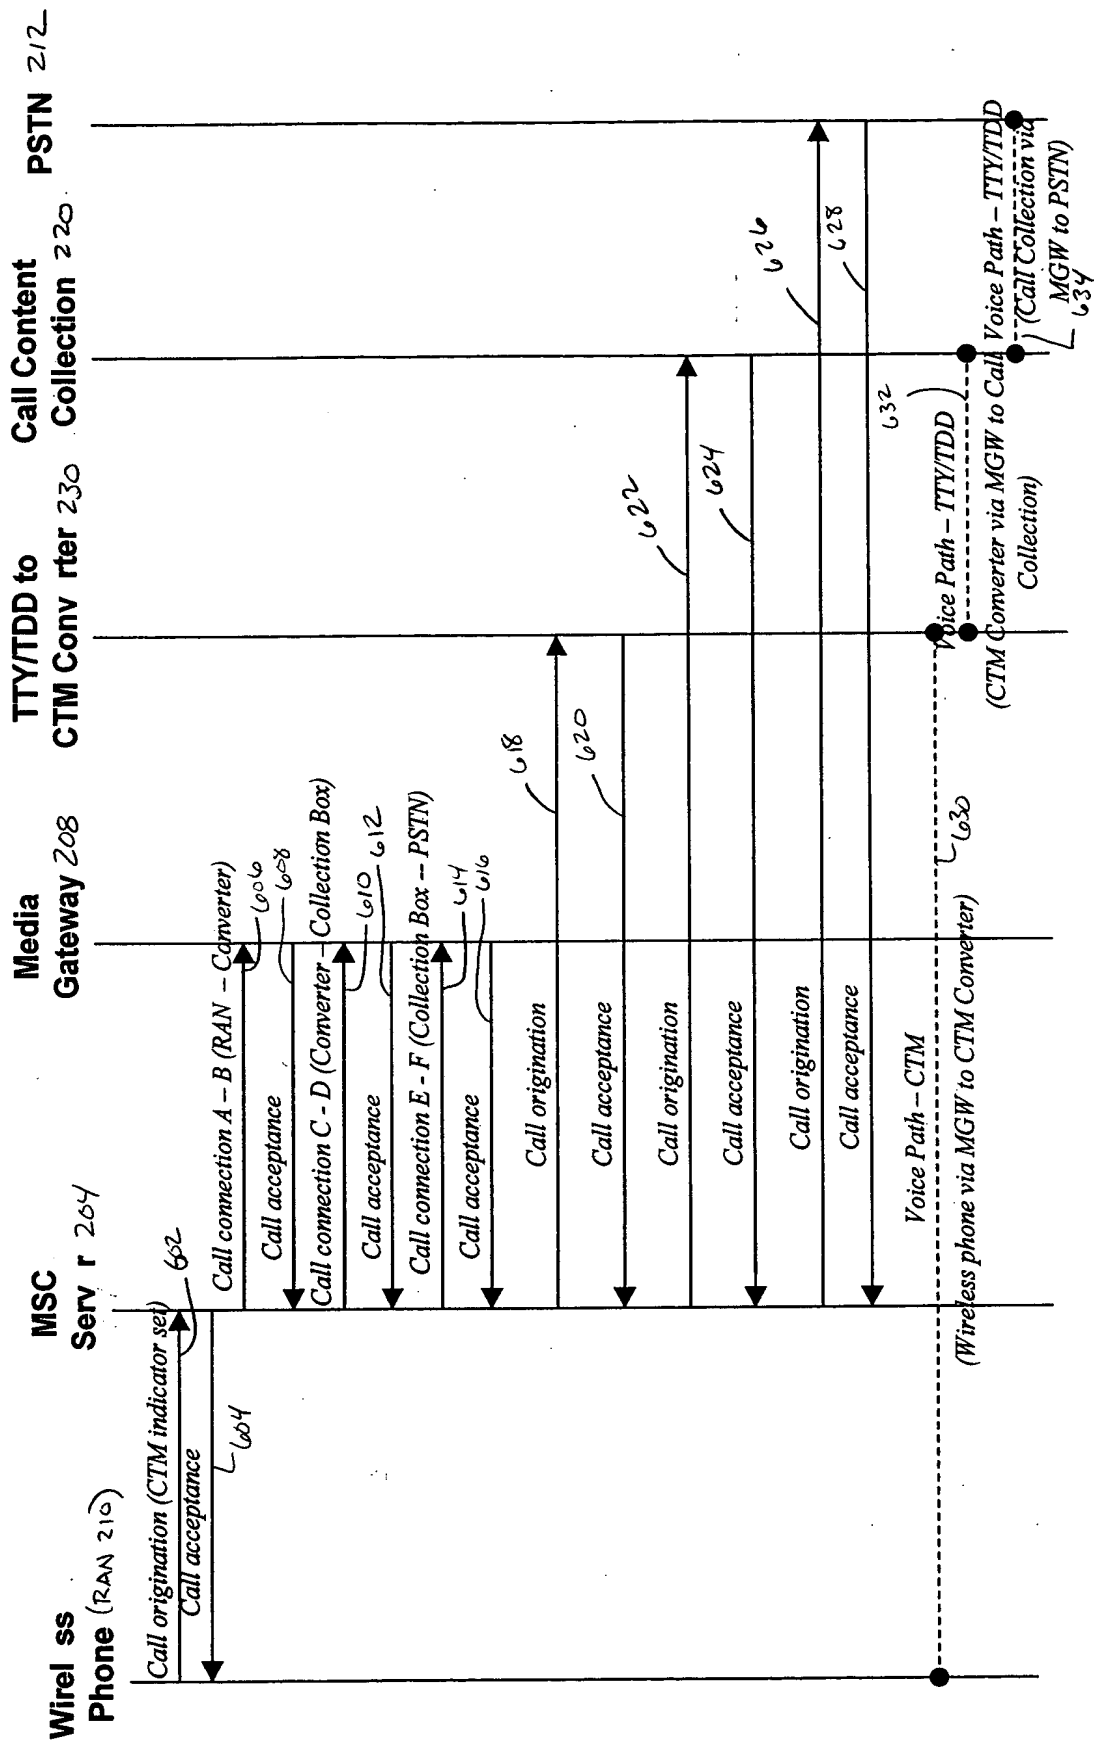 Wirel ss
Phone (RAN 210)
MSC
Serv r 204
Media
Gateway 208
TTY/TDD to
CTM Conv rter 230
Call Content
Collection 220
PSTN 212
Call origination (CTM indicator set)
602
Call acceptance
604
Call connection A – B (RAN – Converter)
606
Call acceptance
608
Call connection C - D (Converter – Collection Box)
610
Call acceptance
612
Call connection E - F (Collection Box – PSTN)
614
Call acceptance
616
Call origination
618
Call acceptance
620
Call origination
622
Call acceptance
624
Call origination
626
Call acceptance
628
Voice Path – CTM
630
(Wireless phone via MGW to CTM Converter)
632
Voice Path – TTY/TDD
(CTM Converter via MGW to Call
Collection)
Voice Path – TTY/TDD
(Call Collection via
MGW to PSTN)
634